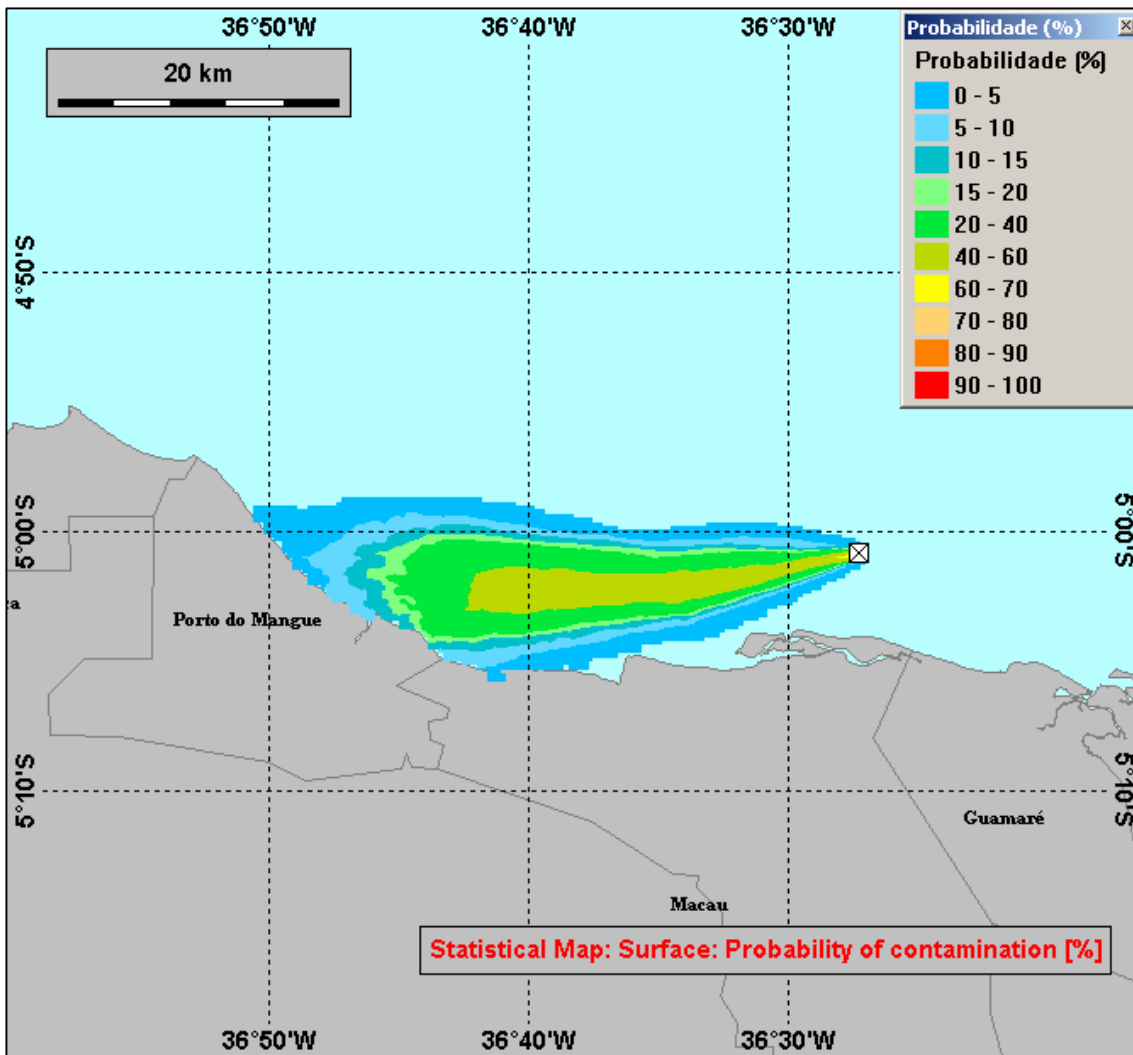 36°50'W
36°40'W
36°30'W
Probabilidade (%)
20 km
Probabilidade [%]
0 - 5
5 - 10
10 - 15
15 - 20
20 - 40
40 - 60
60 - 70
70 - 80
80 - 90
90 - 100
4°50'S
5°00'S
5°00'S
Porto do Mangue
5°10'S
5°10'S
Guamaré
Macau
Statistical Map: Surface: Probability of contamination [%]
36°50'W
36°40'W
36°30'W